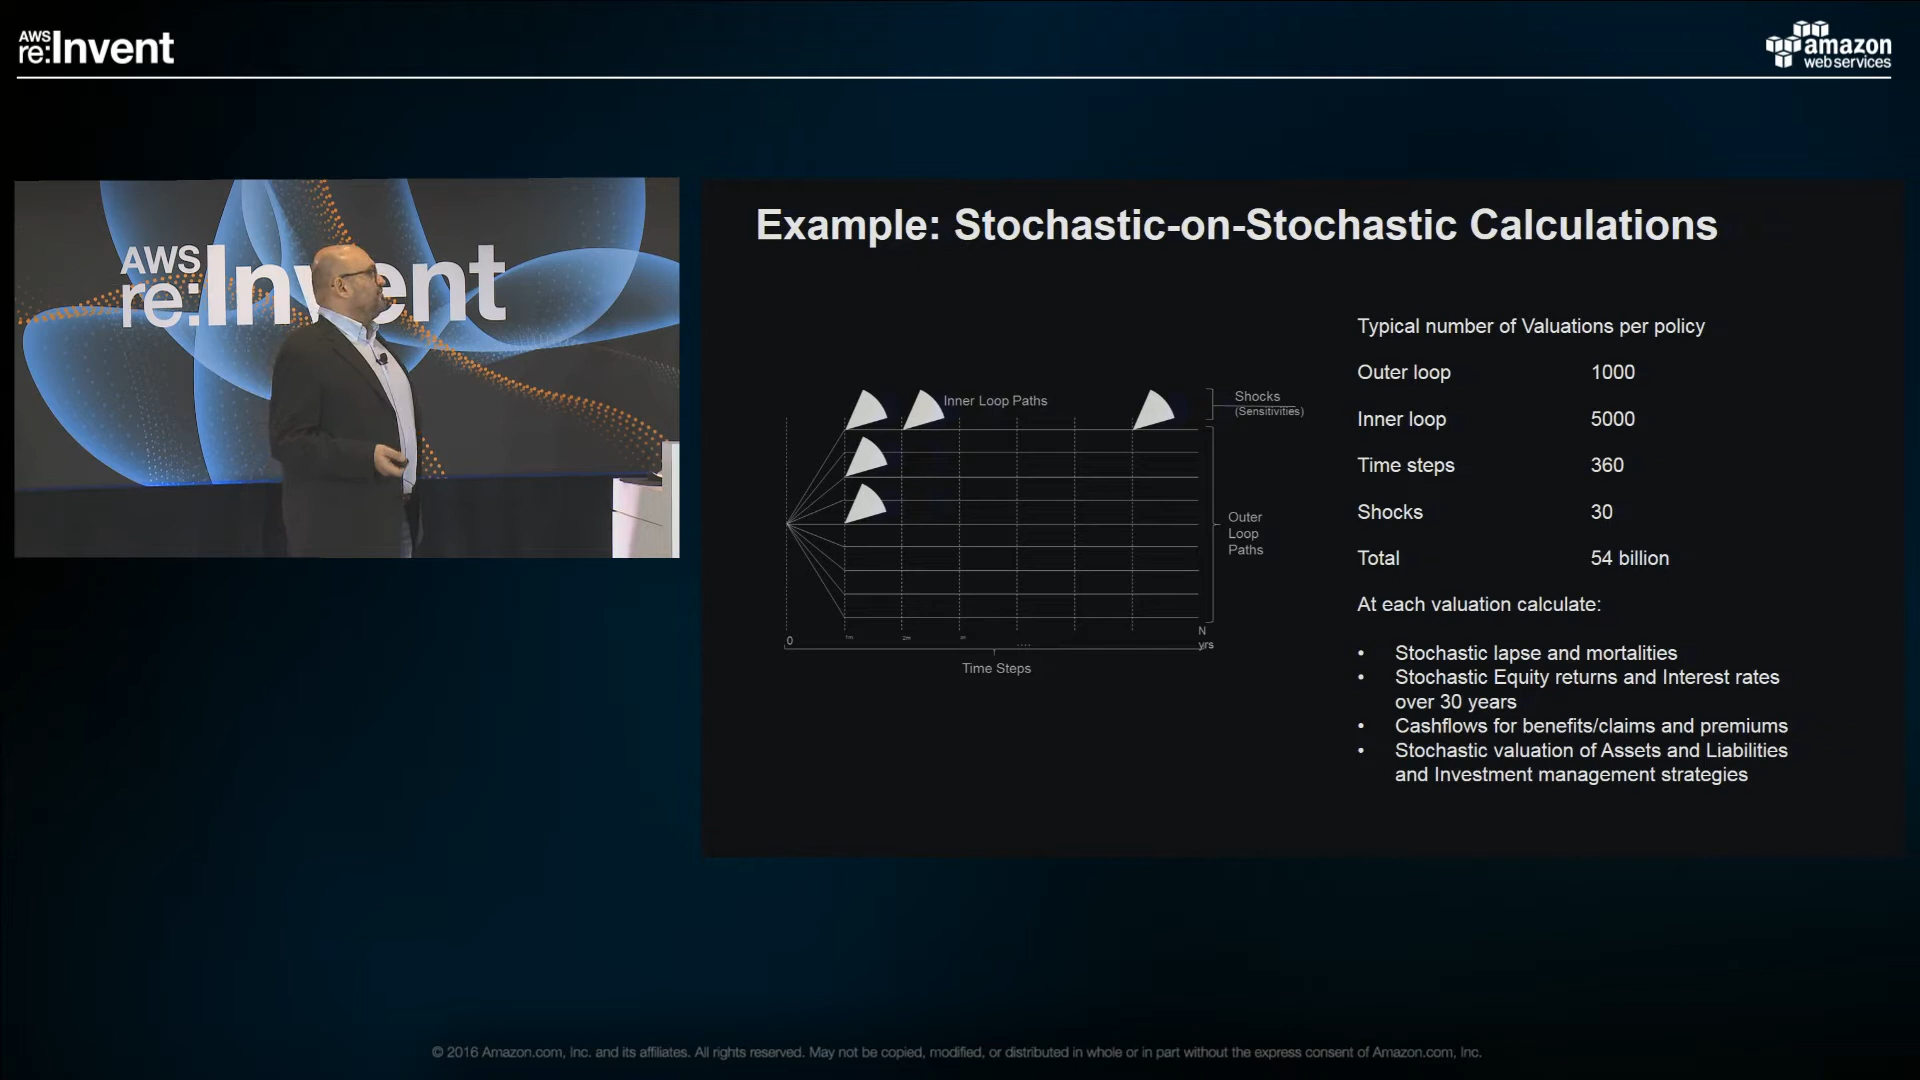 AWS
re:Invent
amazon
web services
AWS
re:Invent
Example: Stochastic-on-Stochastic Calculations
Inner Loop Paths
Shocks
(Sensitivities)
Outer
Loop
Paths
0
1m
2m
....
N
yrs
Time Steps
Typical number of Valuations per policy
Outer loop 1000
Inner loop 5000
Time steps 360
Shocks 30
Total 54 billion
At each valuation calculate:
• Stochastic lapse and mortalities
• Stochastic Equity returns and Interest rates
over 30 years
• Cashflows for benefits/claims and premiums
• Stochastic valuation of Assets and Liabilities
and Investment management strategies
© 2016 Amazon.com, Inc. and its affiliates. All rights reserved. May not be copied, modified, or distributed in whole or in part without the express consent of Amazon.com, Inc.